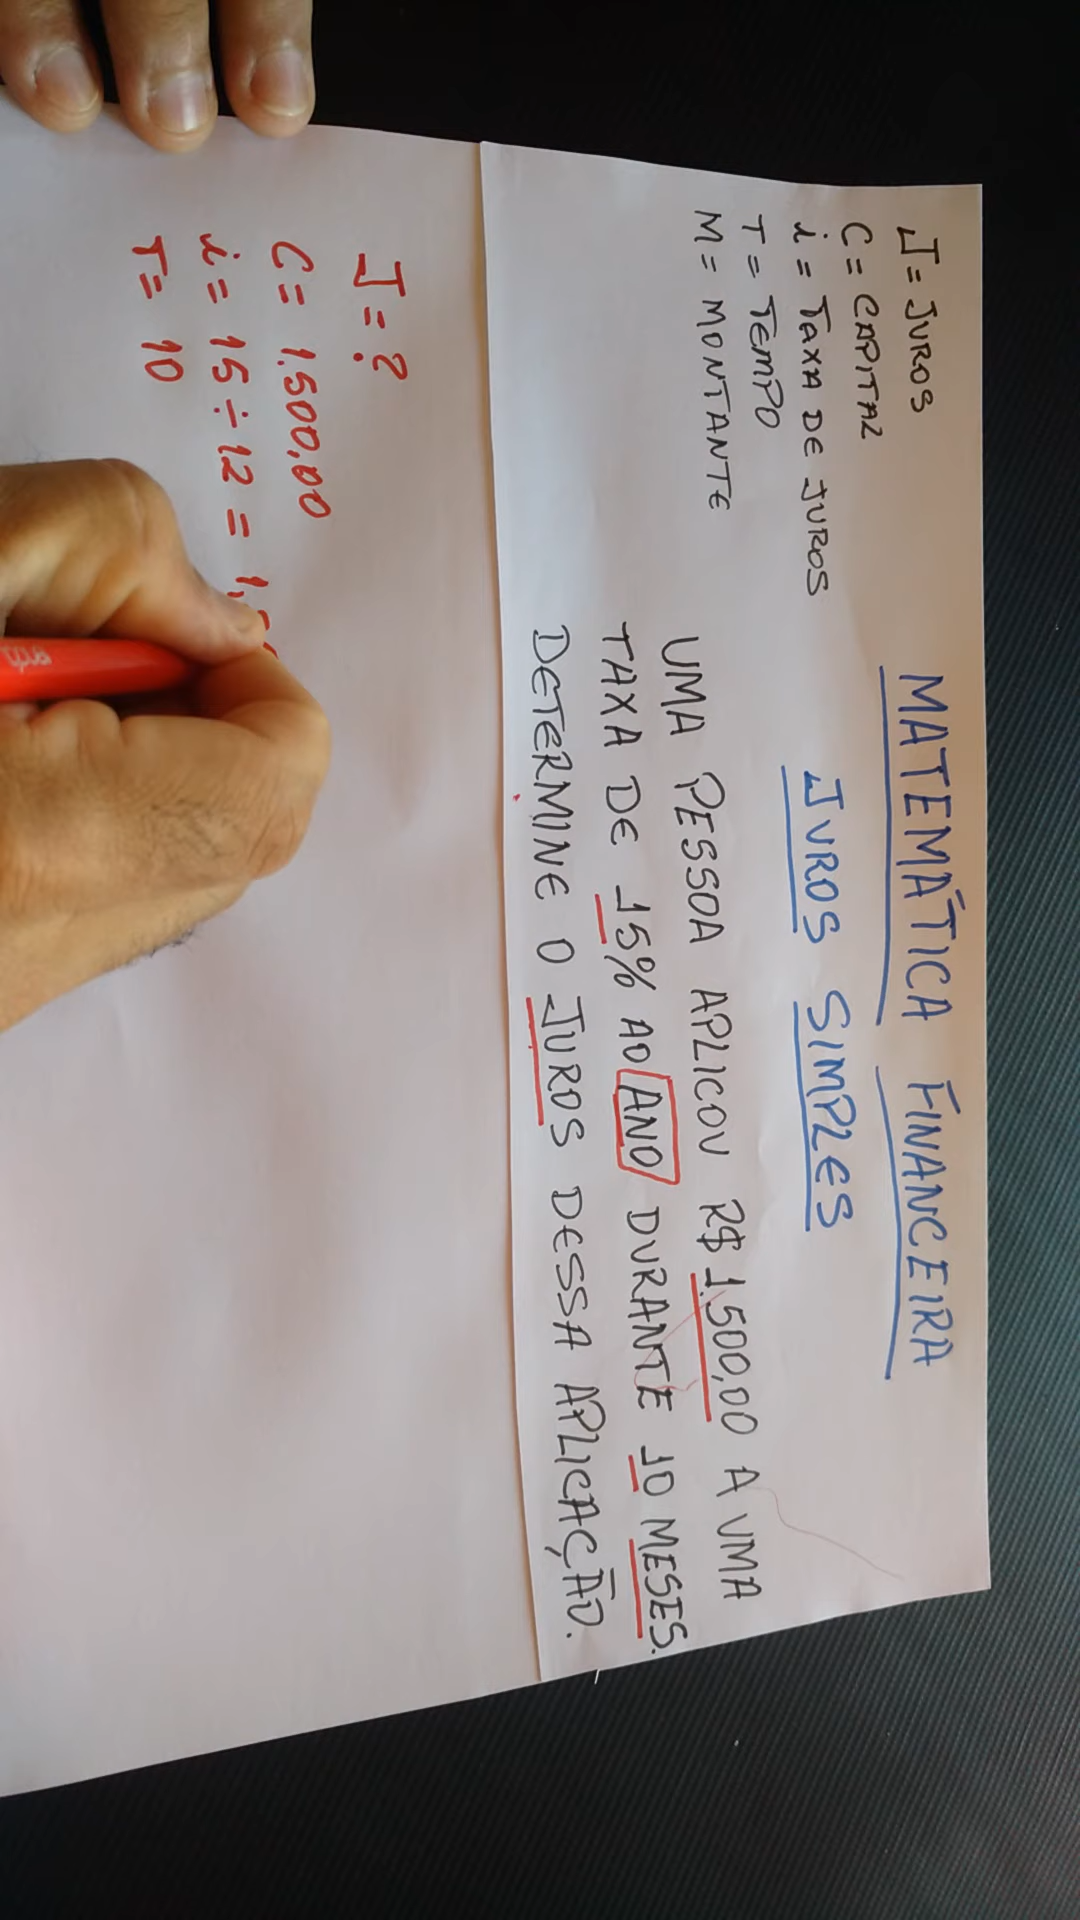 MATEMÁTICA FINANCEIRA
JUROS SIMPLES
J = JUROS
C = CAPITAL
i = TAXA DE JUROS
T = TEMPO
M = MONTANTE
UMA PESSOA APLICOU R$ 1.500,00 A UMA
TAXA DE 15% AO ANO DURANTE 10 MESES.
DETERMINE O JUROS DESSA APLICAÇÃO.
J = ?
C = 1.500,00
i = 15 ÷ 12 = 1,
T = 10